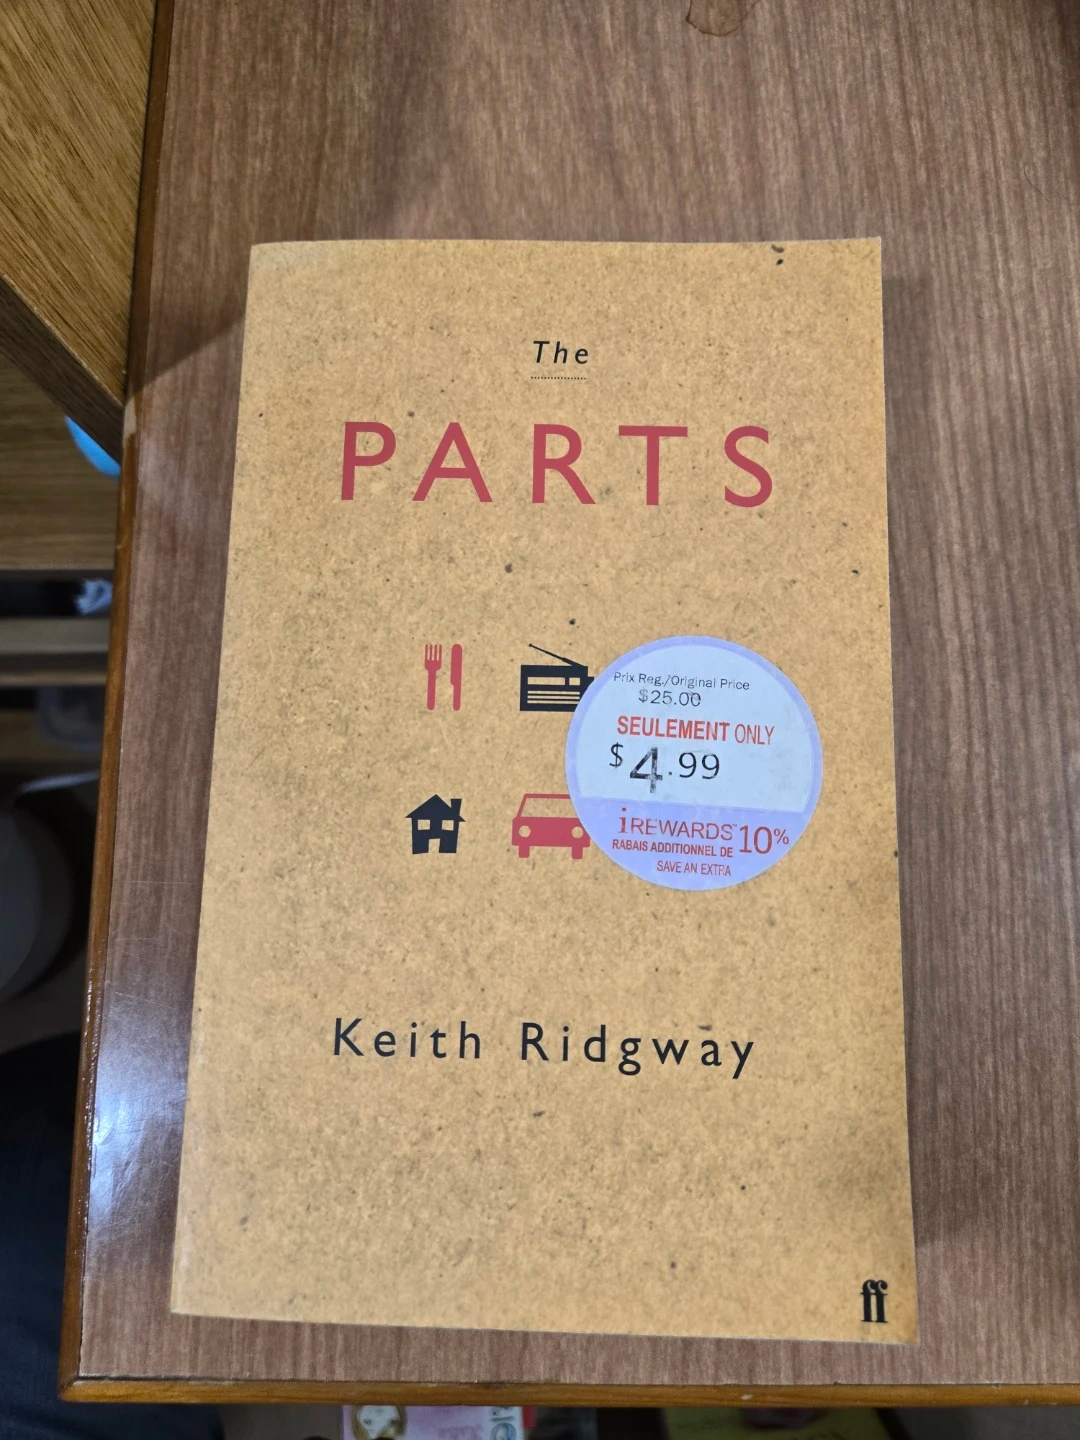 The
PARTS
Prix Reg./Original Price
$25.00
SEULEMENT ONLY
$4.99
iREWARDS™ 10%
RABAIS ADDITIONNEL DE
SAVE AN EXTRA
Keith Ridgway
ff